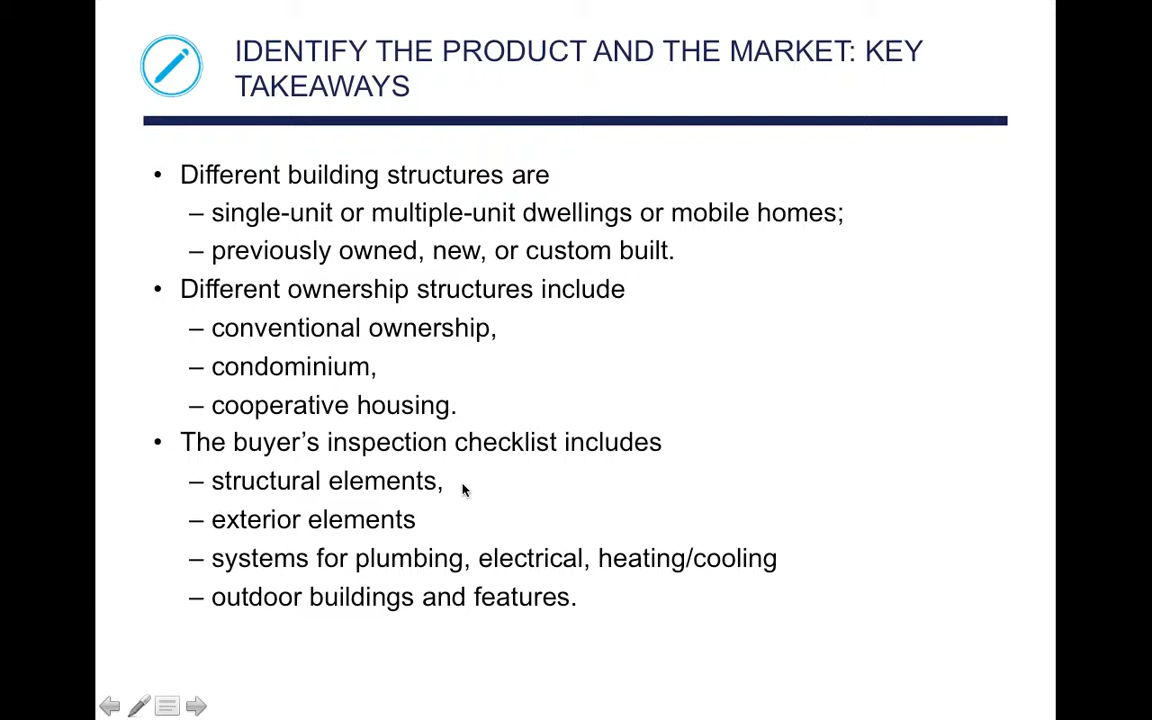 IDENTIFY THE PRODUCT AND THE MARKET: KEY
TAKEAWAYS
• Different building structures are
– single-unit or multiple-unit dwellings or mobile homes;
– previously owned, new, or custom built.
• Different ownership structures include
– conventional ownership,
– condominium,
– cooperative housing.
• The buyer’s inspection checklist includes
– structural elements,
– exterior elements
– systems for plumbing, electrical, heating/cooling
– outdoor buildings and features.